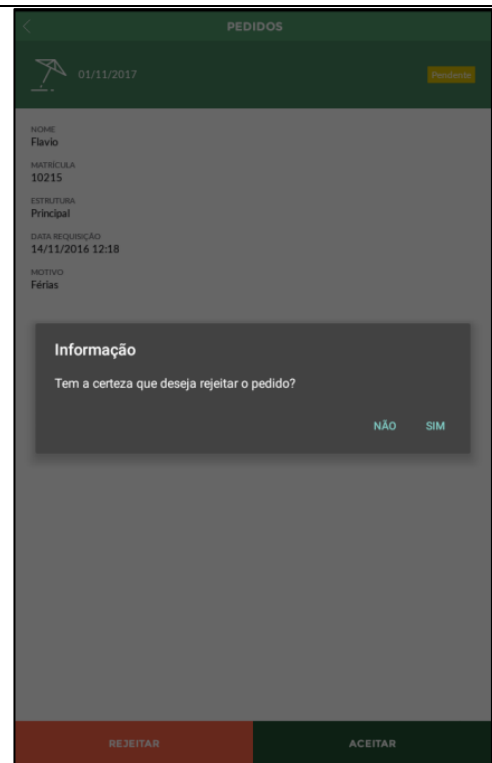 PEDIDOS
01/11/2017
Pendente
NOME
Flavio
MATRÍCULA
10215
ESTRUTURA
Principal
DATA REQUISIÇÃO
14/11/2016 12:18
MOTIVO
Férias
Informação
Tem a certeza que deseja rejeitar o pedido?
NÃO SIM
REJEITAR ACEITAR